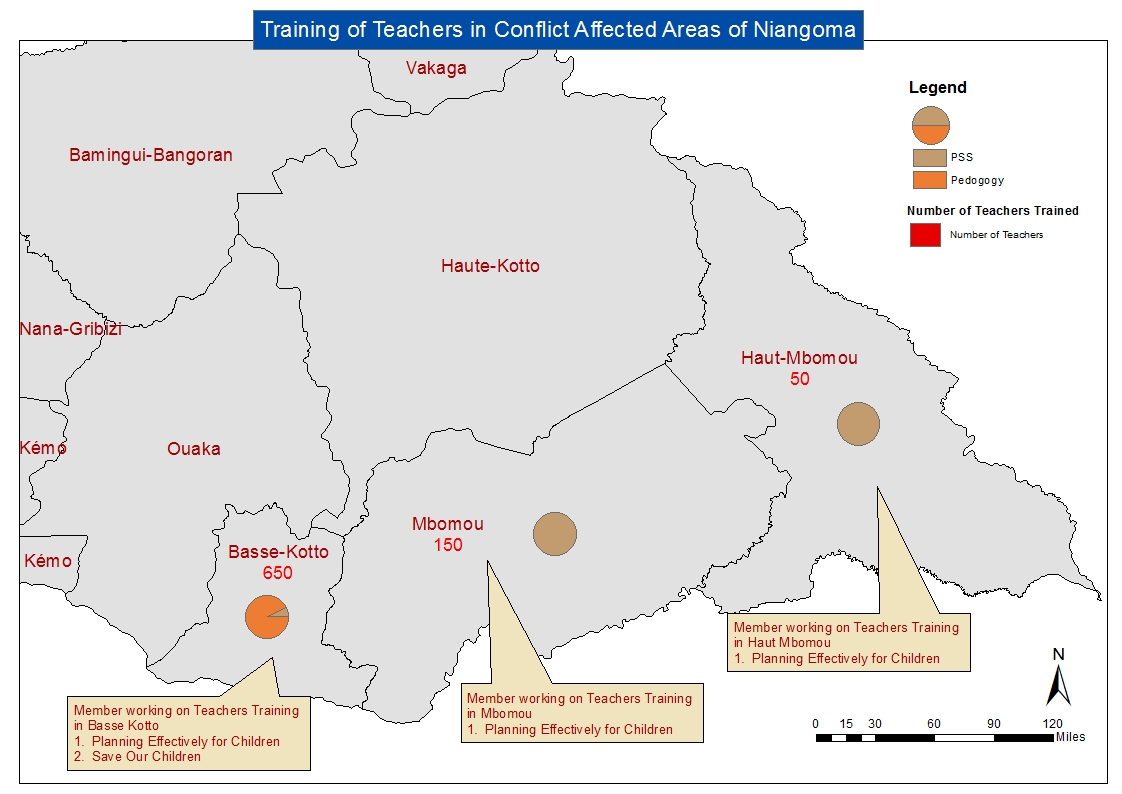 Training of Teachers in Conflict Affected Areas of Niangoma
Vakaga
Legend
PSS
Pedogogy
Number of Teachers Trained
Number of Teachers
Bamingui-Bangoran
Haute-Kotto
Nana-Gribizi
Haut-Mbomou
50
Kémo
Ouaka
Mbomou
150
Basse-Kotto
650
Kémo
Member working on Teachers Training
in Haut Mbomou
1. Planning Effectively for Children
Member working on Teachers Training
in Mbomou
1. Planning Effectively for Children
Member working on Teachers Training
in Basse Kotto
1. Planning Effectively for Children
2. Save Our Children
N
0 15 30 60 90 120
Miles